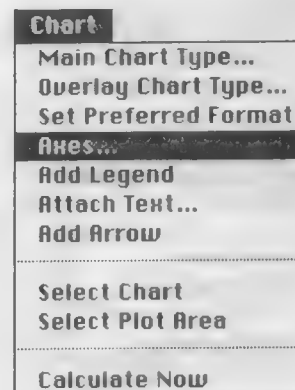 Chart
Main Chart Type...
Overlay Chart Type...
Set Preferred Format
Axes...
Add Legend
Attach Text...
Add Arrow
Select Chart
Select Plot Area
Calculate Now